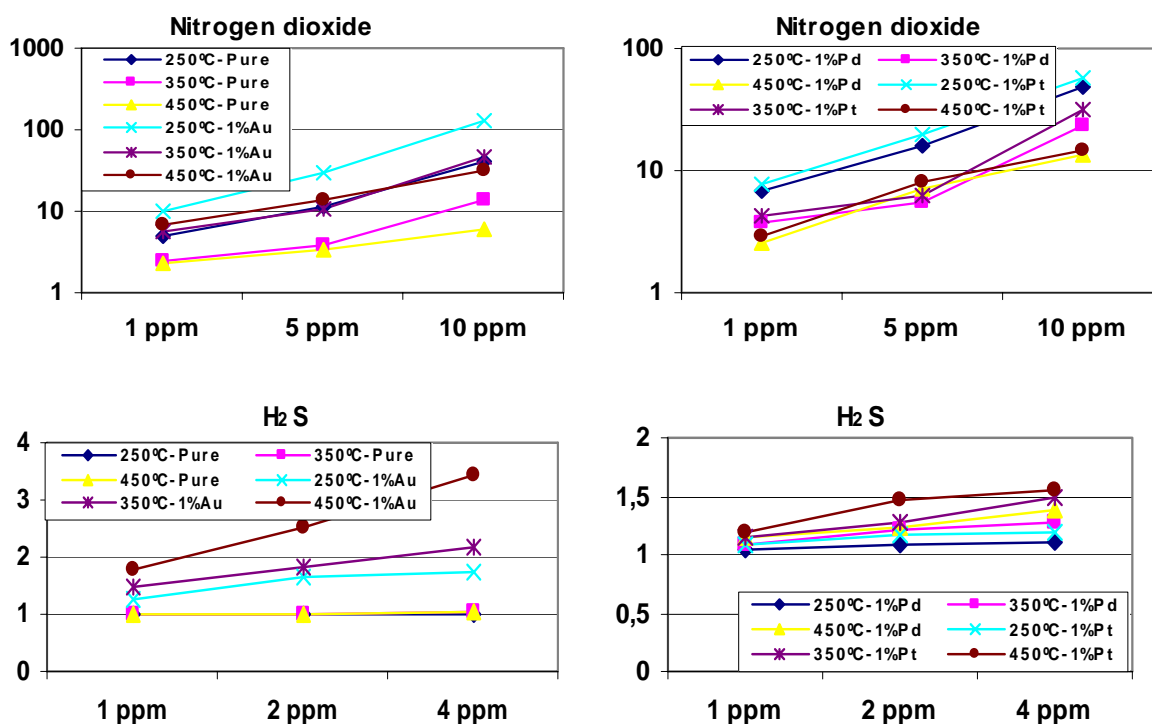 Nitrogen dioxide
1000
100
10
1
250ºC-Pure
350ºC-Pure
450ºC-Pure
250ºC-1%Au
350ºC-1%Au
450ºC-1%Au
1 ppm 5 ppm 10 ppm
Nitrogen dioxide
100
10
1
250ºC-1%Pd 350ºC-1%Pd
450ºC-1%Pd 250ºC-1%Pt
350ºC-1%Pt 450ºC-1%Pt
1 ppm 5 ppm 10 ppm
H2 S
4
3
2
1
0
250ºC-Pure 350ºC-Pure
450ºC-Pure 250ºC-1%Au
350ºC-1%Au 450ºC-1%Au
1 ppm 2 ppm 4 ppm
H2 S
2
1,5
1
0,5
0
250ºC-1%Pd 350ºC-1%Pd
450ºC-1%Pd 250ºC-1%Pt
350ºC-1%Pt 450ºC-1%Pt
1 ppm 2 ppm 4 ppm